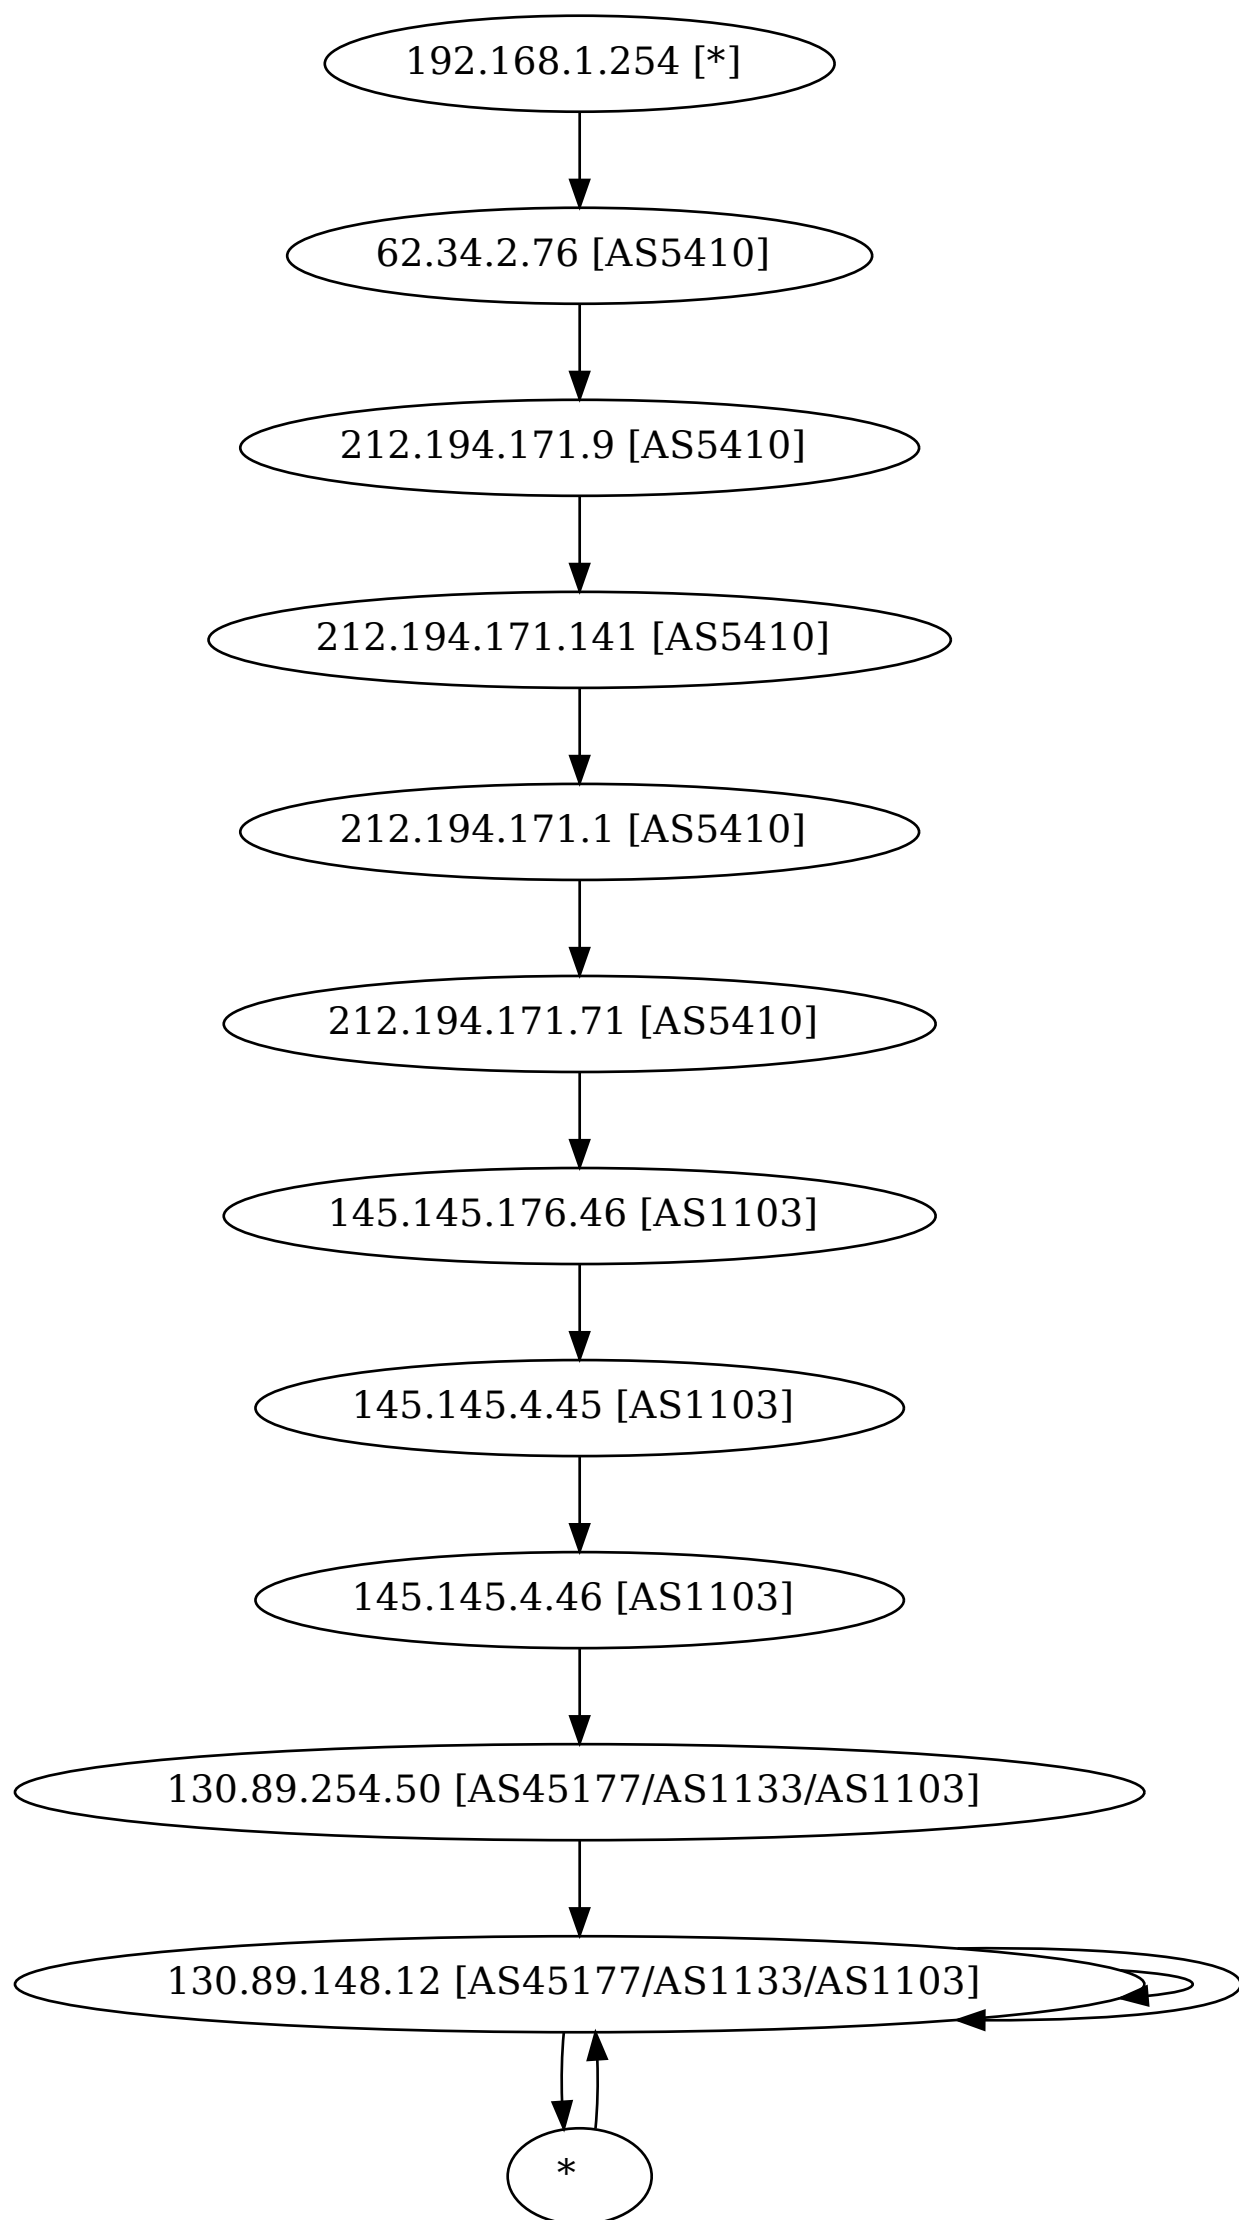 192.168.1.254 [*]
62.34.2.76 [AS5410]
212.194.171.9 [AS5410]
212.194.171.141 [AS5410]
212.194.171.1 [AS5410]
212.194.171.71 [AS5410]
145.145.176.46 [AS1103]
145.145.4.45 [AS1103]
145.145.4.46 [AS1103]
130.89.254.50 [AS45177/AS1133/AS1103]
130.89.148.12 [AS45177/AS1133/AS1103]
*